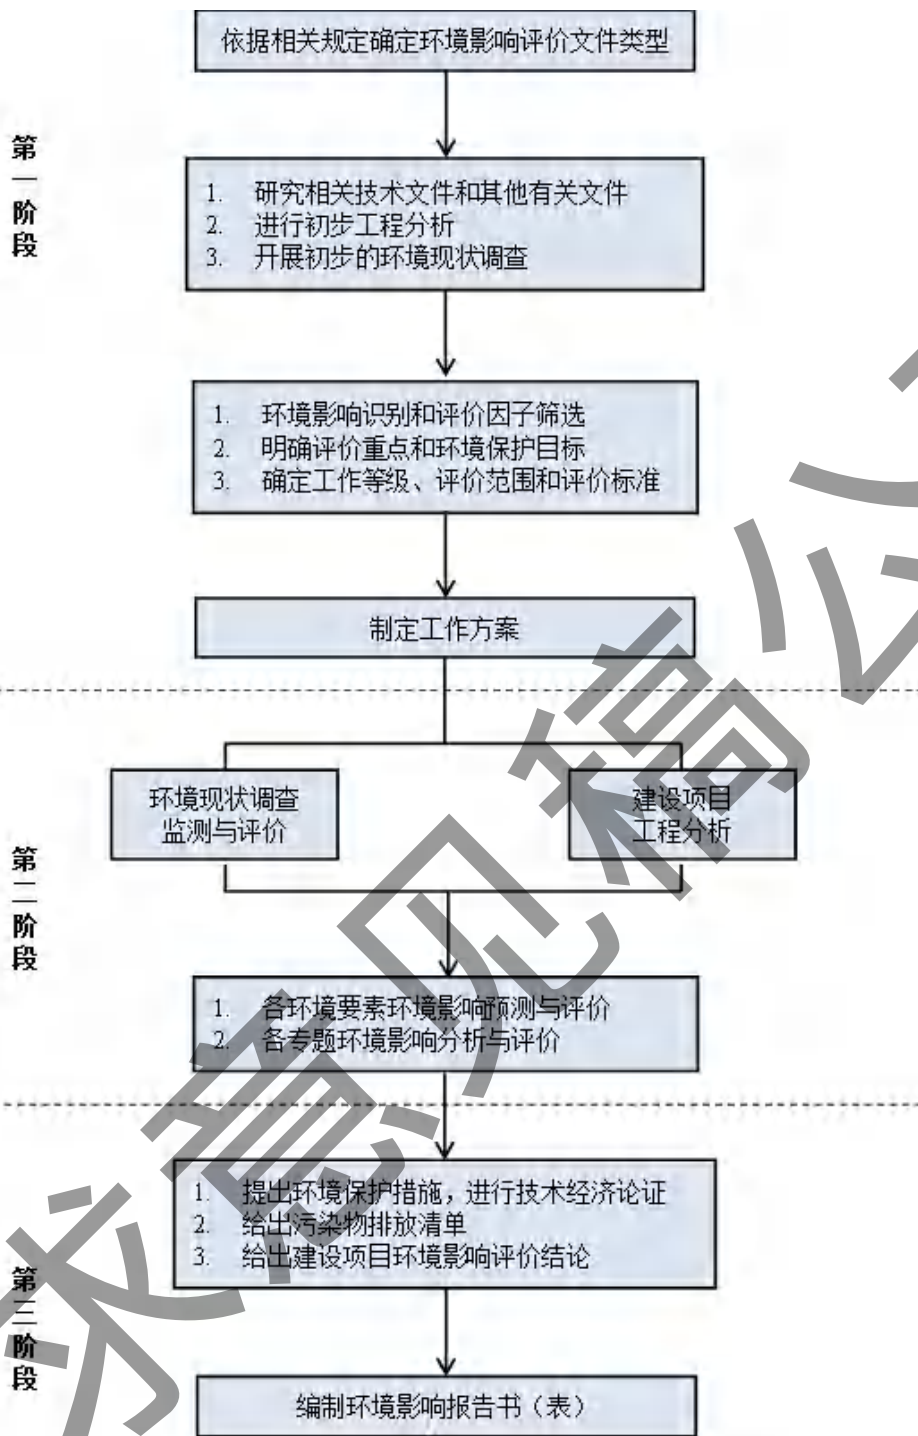 依据相关规定确定环境影响评价文件类型
第一阶段
1. 研究相关技术文件和其他有关文件
2. 进行初步工程分析
3. 开展初步的环境现状调查
1. 环境影响识别和评价因子筛选
2. 明确评价重点和环境保护目标
3. 确定工作等级、评价范围和评价标准
制定工作方案
环境现状调查
监测与评价
建设项目
工程分析
第二阶段
1. 各环境要素环境影响预测与评价
2. 各专题环境影响分析与评价
1. 提出环境保护措施，进行技术经济论证
2. 给出污染物排放清单
3. 给出建设项目环境影响评价结论
第三阶段
编制环境影响报告书（表）
求意见稿公